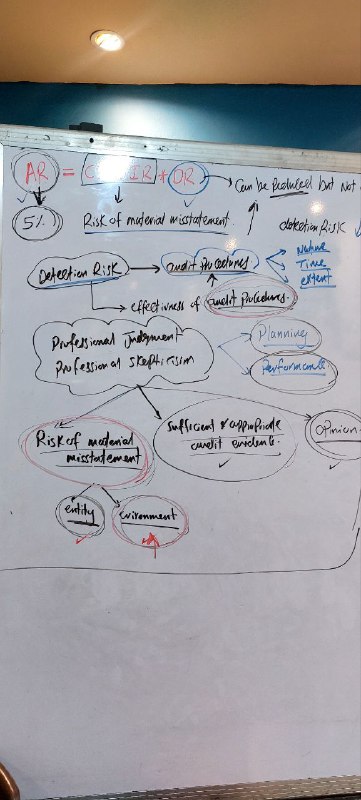 AR = CR * IR * DR → Can be Reduced but Not
5%
Risk of material misstatement.
detection Risk
Detection Risk → audit procedures
Nature
Time
extent
effectiveness of audit procedures.
Professional Judgment
Professional Skepticism
Planning
Performance
Risk of material
misstatement
Sufficient & appropriate
audit evidence.
Opinion
entity
evironment